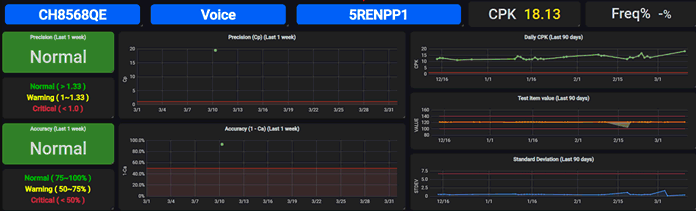 CH8568QE
Voice
5RENPP1
CPK 18.13
Freq% -%
Precision (Last 1 week)
Normal
Normal ( > 1.33 )
Warning ( 1~1.33 )
Critical ( < 1.0 )
Accuracy (Last 1 week)
Normal
Normal ( 75~100% )
Warning ( 50~75% )
Critical ( < 50% )
Precision (Cp) (Last 1 week)
Cp
20
15
10
5
0
3/1 3/4 3/7 3/10 3/13 3/16 3/19 3/22 3/25 3/28 3/31
Accuracy (1 - Ca) (Last 1 week)
1-Ca
100.0%
80.0%
60.0%
40.0%
20.0%
0%
3/1 3/4 3/7 3/10 3/13 3/16 3/19 3/22 3/25 3/28 3/31
Daily CPK (Last 90 days)
CPK
20
15
10
5
0
12/16 1/1 1/16 2/1 2/15 3/1
Test Item value (Last 90 days)
VALUE
160
140
120
100
80
12/16 1/1 1/16 2/1 2/15 3/1
Standard Deviation (Last 90 days)
STDEV
7.5
5.0
2.5
0
12/16 1/1 1/16 2/1 2/15 3/1